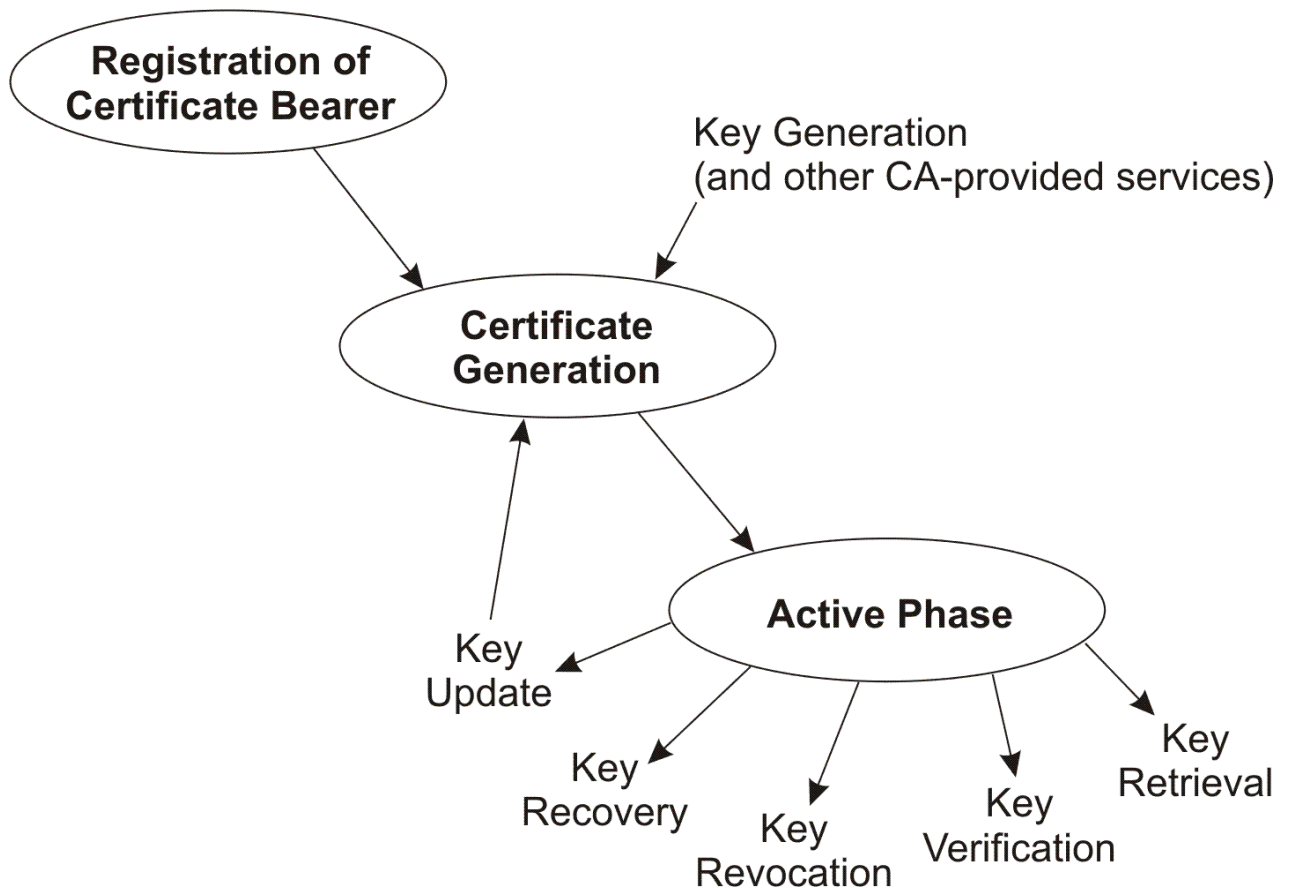 Registration of
Certificate Bearer
Key Generation
(and other CA-provided services)
Certificate
Generation
Active Phase
Key
Update
Key
Recovery
Key
Revocation
Key
Verification
Key
Retrieval